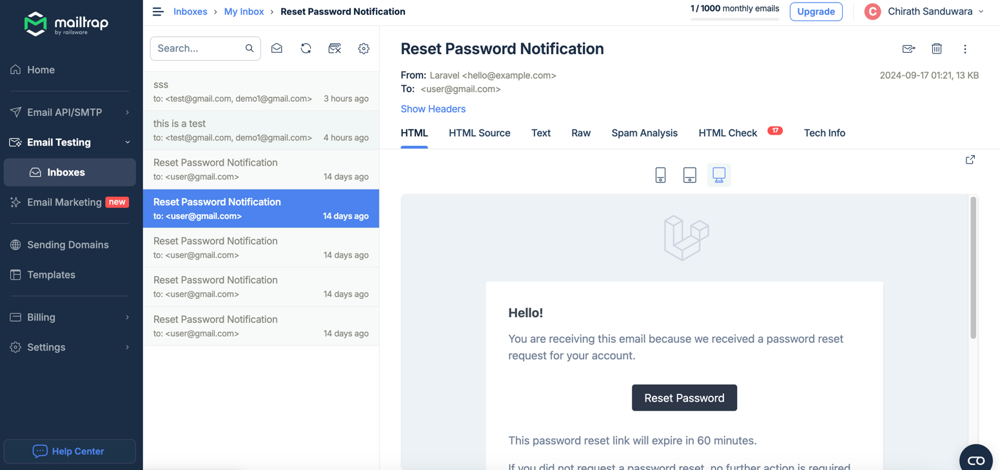 mailtrap
by railsware
Home
Email API/SMTP
Email Testing
Inboxes
Email Marketing new
Sending Domains
Templates
Billing
Settings
Help Center
Inboxes › My Inbox › Reset Password Notification
1 / 1000 monthly emails
Upgrade
C Chirath Sanduwara
Search...
sss
to: <test@gmail.com, demo1@gmail.com> 3 hours ago
this is a test
to: <test@gmail.com, demo1@gmail.com> 4 hours ago
Reset Password Notification
to: <user@gmail.com> 14 days ago
Reset Password Notification
to: <user@gmail.com> 14 days ago
Reset Password Notification
to: <user@gmail.com> 14 days ago
Reset Password Notification
to: <user@gmail.com> 14 days ago
Reset Password Notification
to: <user@gmail.com> 14 days ago
Reset Password Notification
From: Laravel <hello@example.com> 2024-09-17 01:21, 13 KB
To: <user@gmail.com>
Show Headers
HTML HTML Source Text Raw Spam Analysis HTML Check 17 Tech Info
Hello!
You are receiving this email because we received a password reset
request for your account.
Reset Password
This password reset link will expire in 60 minutes.
If you did not request a password reset, no further action is required